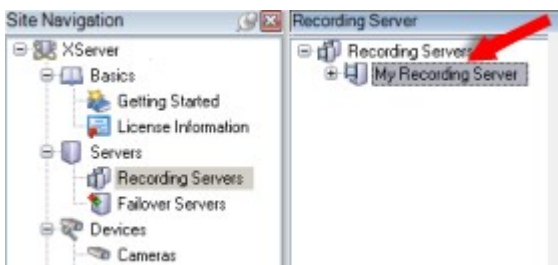 Site Navigation
XServer
Basics
Getting Started
License Information
Servers
Recording Servers
Failover Servers
Devices
Cameras
Recording Server
Recording Servers
My Recording Server